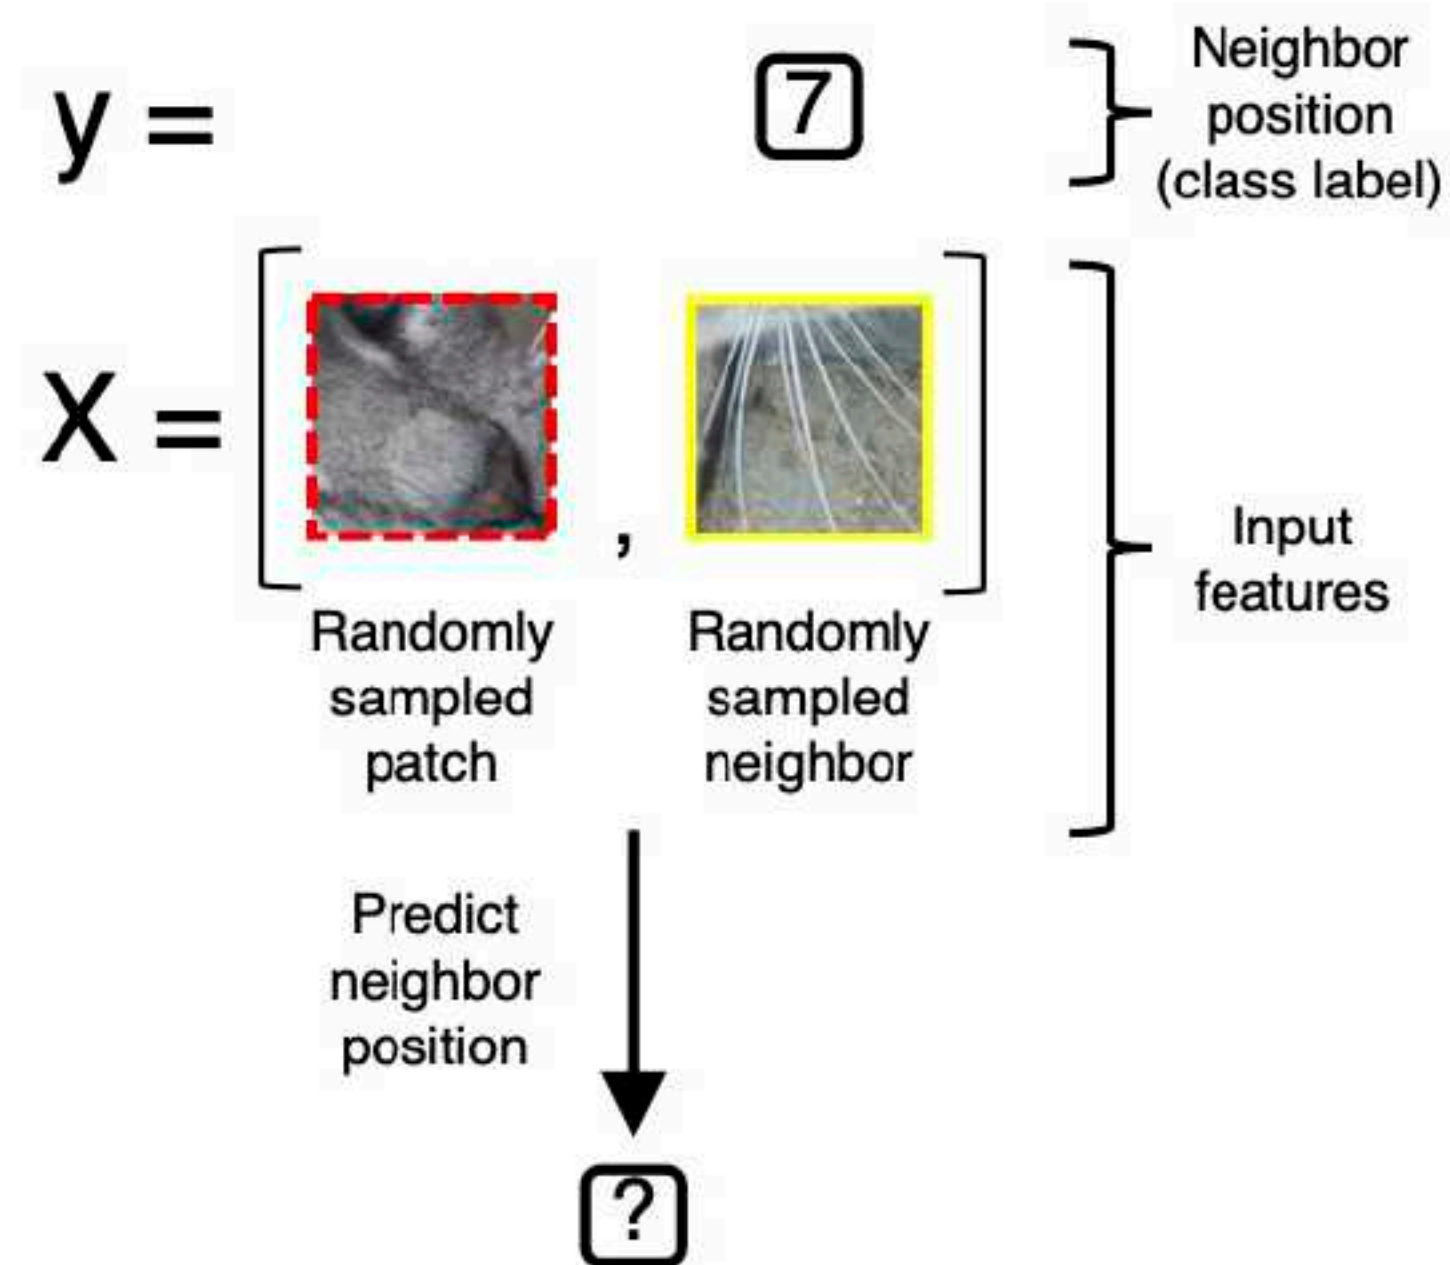 y =
7
Neighbor
position
(class label)
X =
,
Randomly
sampled
patch
Randomly
sampled
neighbor
Input
features
Predict
neighbor
position
?